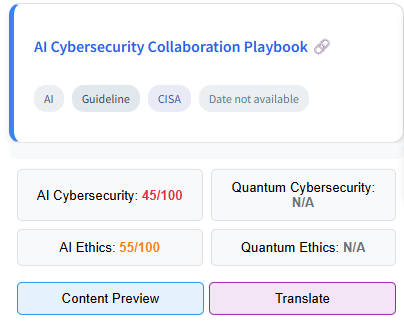 AI Cybersecurity Collaboration Playbook
AI Guideline CISA Date not available
AI Cybersecurity: 45/100
Quantum Cybersecurity:
N/A
AI Ethics: 55/100
Quantum Ethics: N/A
Content Preview
Translate